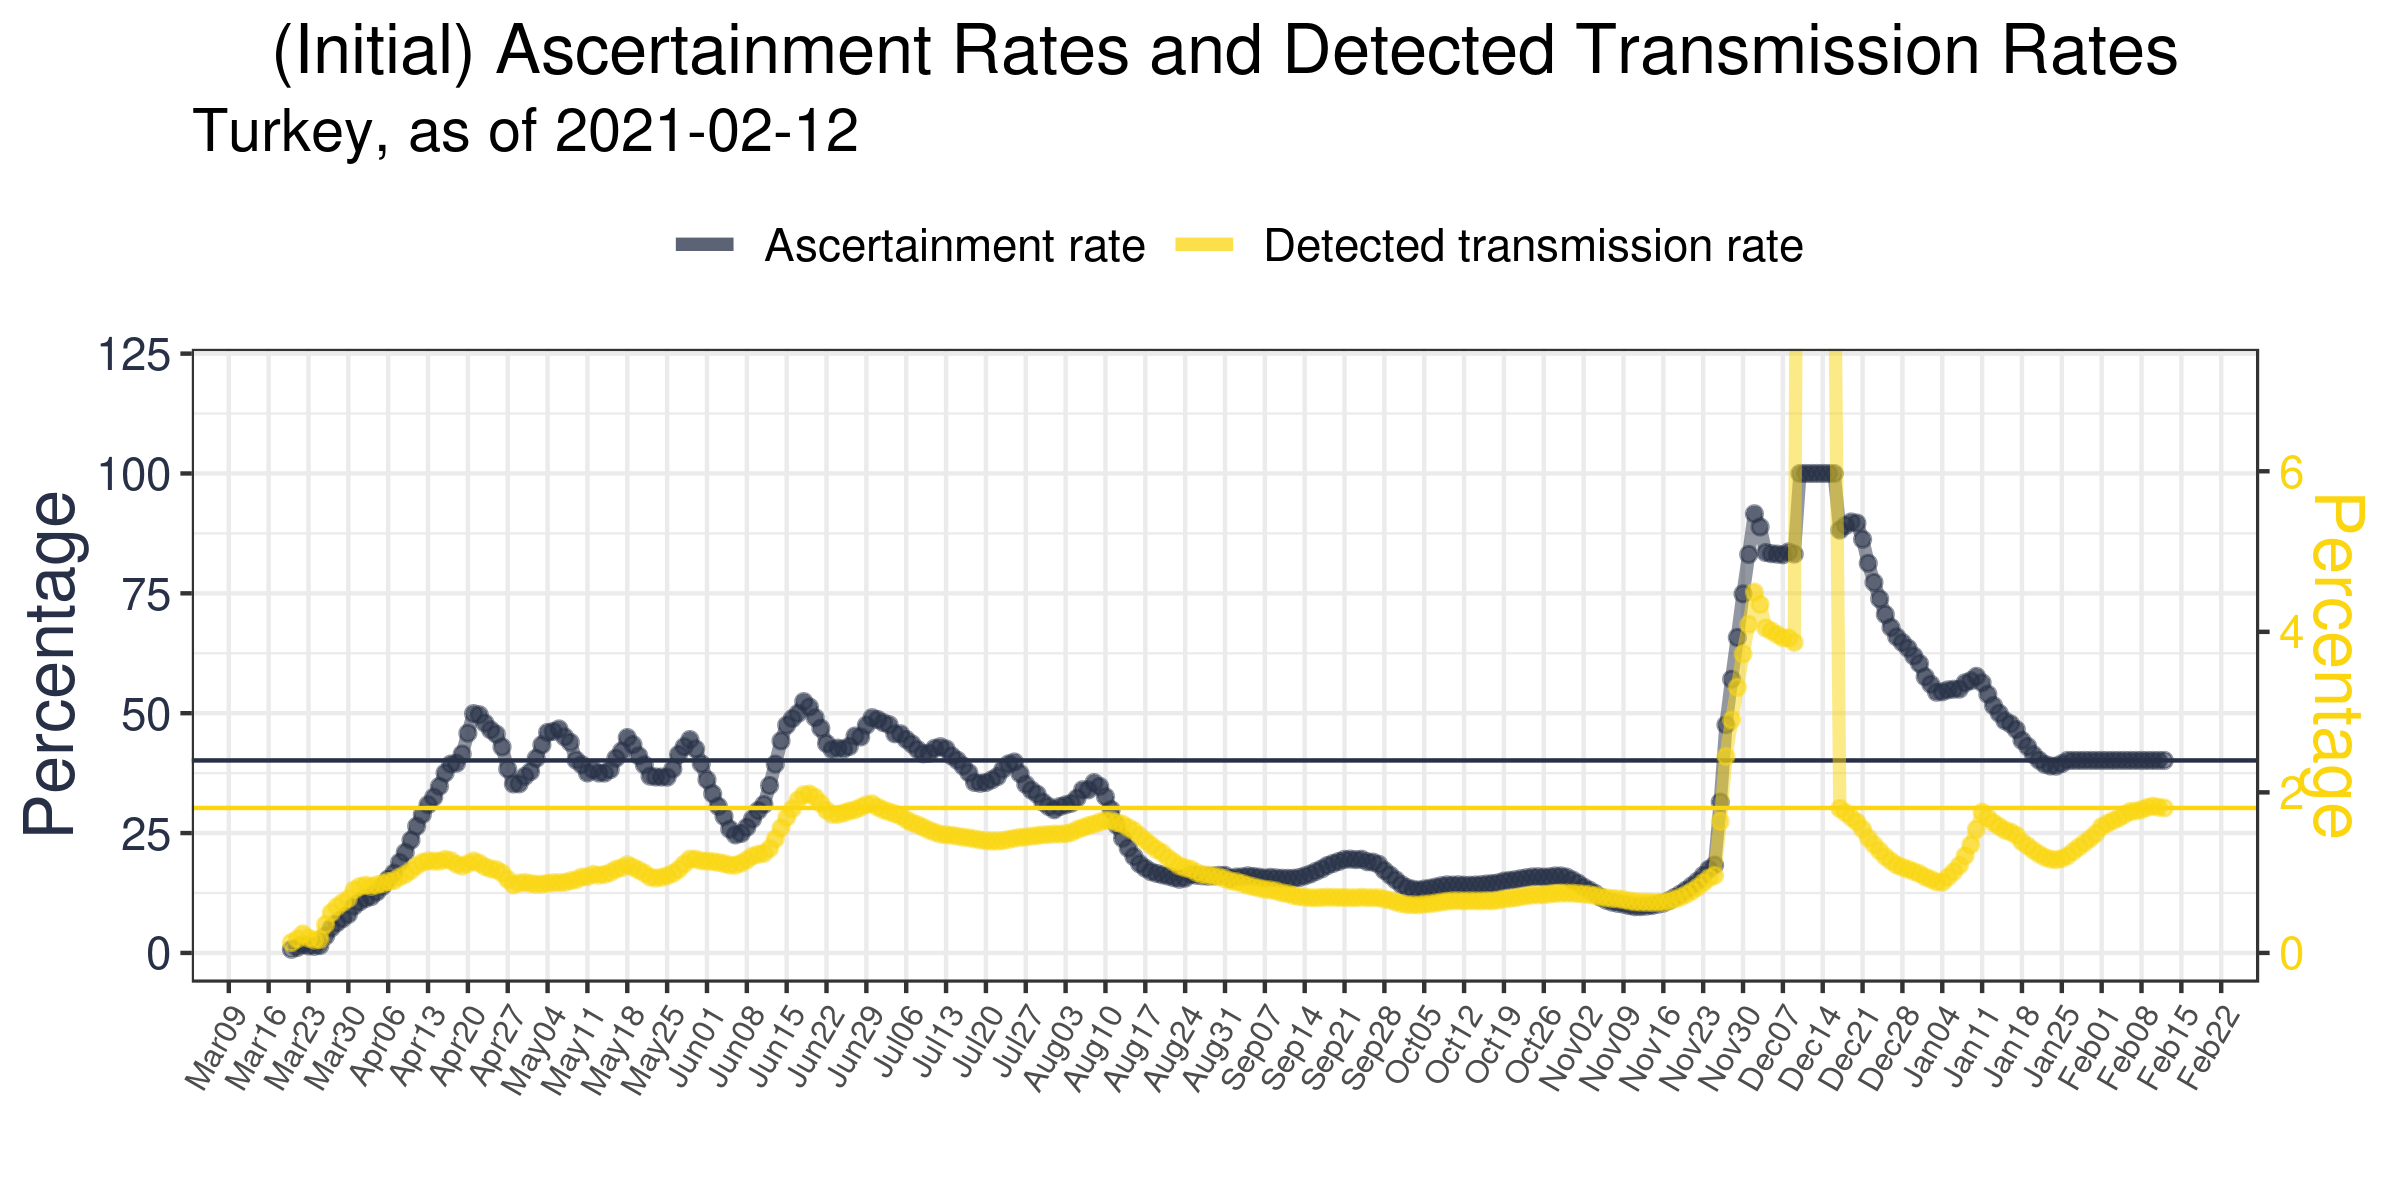 (Initial) Ascertainment Rates and Detected Transmission Rates
Turkey, as of 2021-02-12
Ascertainment rate
Detected transmission rate
Percentage
125
100
75
50
25
0
6
4
2
0
Percentage
Mar09
Mar16
Mar23
Mar30
Apr06
Apr13
Apr20
Apr27
May04
May11
May18
May25
Jun01
Jun08
Jun15
Jun22
Jun29
Jul06
Jul13
Jul20
Jul27
Aug03
Aug10
Aug17
Aug24
Aug31
Sep07
Sep14
Sep21
Sep28
Oct05
Oct12
Oct19
Oct26
Nov02
Nov09
Nov16
Nov23
Nov30
Dec07
Dec14
Dec21
Dec28
Jan04
Jan11
Jan18
Jan25
Feb01
Feb08
Feb15
Feb22